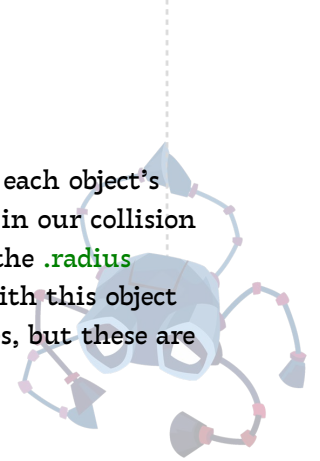 each object's
in our collision
the .radius
ith this object
s, but these are